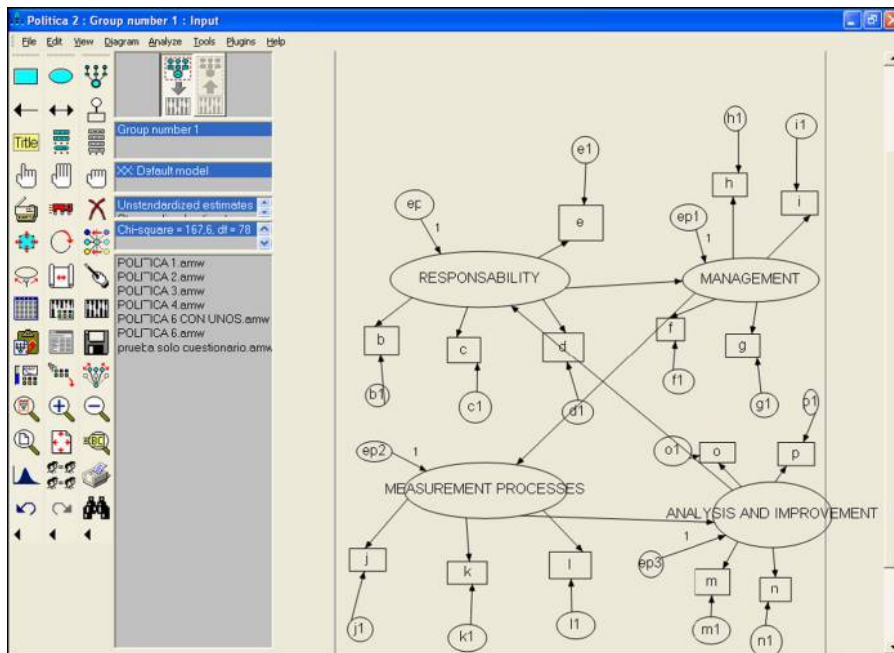 Politica 2 : Group number 1 : Input
File Edit View Diagram Analyze Tools Plugins Help
Title
Group number 1
XX: Default model
Unstandardized estimates
Chi-square = 167,6, df = 78
POLITICA 1.amw
POLITICA 2.amw
POLITICA 3.amw
POLITICA 4.amw
POLITICA 6 CON UNOS.amw
POLITICA 6.amw
prueba solo cuestionario.amw
h1
i1
e1
h
i
ep
e
ep1
1
1
RESPONSABILITY
MANAGEMENT
b
c
d
f
g
b1
c1
d1
f1
g1
p1
ep2
1
o1
o
p
MEASUREMENT PROCESSES
ANALYSIS AND IMPROVEMENT
1
j
k
l
ep3
m
n
j1
k1
l1
m1
n1